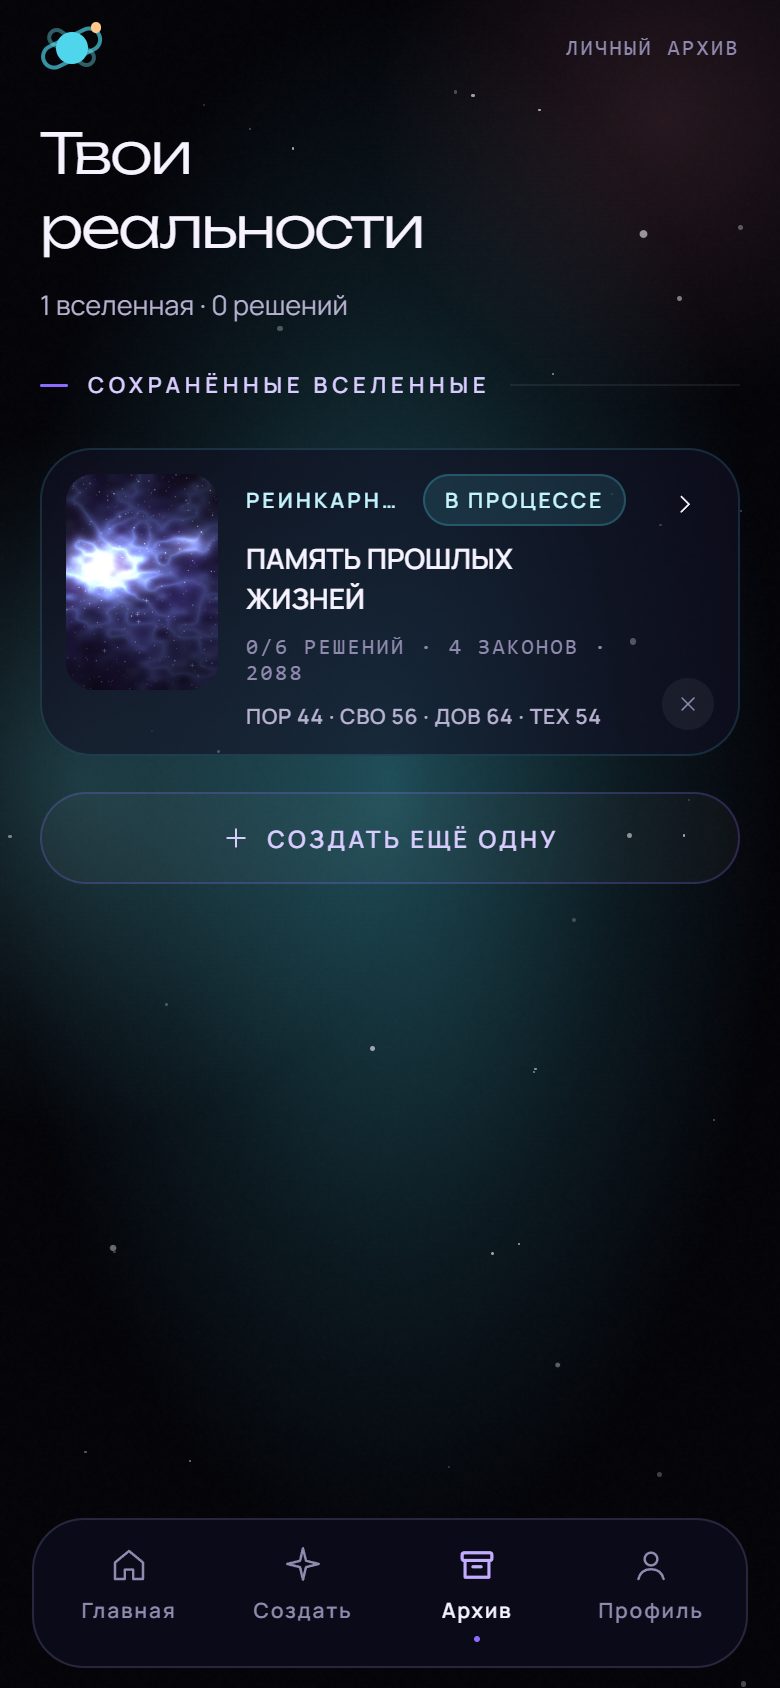 ЛИЧНЫЙ АРХИВ
Твои
реальности
1 вселенная · 0 решений
СОХРАНЁННЫЕ ВСЕЛЕННЫЕ
РЕИНКАРН…
В ПРОЦЕССЕ
ПАМЯТЬ ПРОШЛЫХ
ЖИЗНЕЙ
0/6 РЕШЕНИЙ · 4 ЗАКОНОВ ·
2088
ПОР 44 · СВО 56 · ДОВ 64 · ТЕХ 54
+ СОЗДАТЬ ЕЩЁ ОДНУ
Главная
Создать
Архив
Профиль